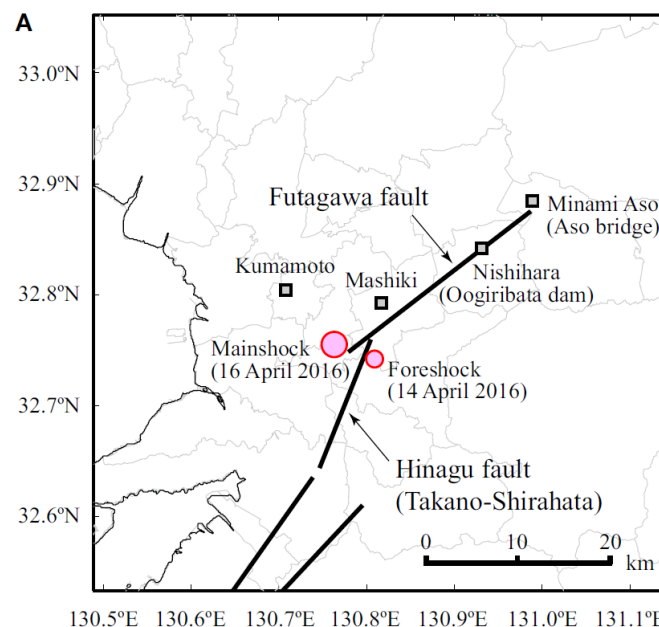 A
33.0ºN
32.9ºN
32.8ºN
32.7ºN
32.6ºN
Futagawa fault
Minami Aso
(Aso bridge)
Kumamoto
Mashiki
Nishihara
(Oogiribata dam)
Mainshock
(16 April 2016)
Foreshock
(14 April 2016)
Hinagu fault
(Takano-Shirahata)
0 10 20
km
130.5ºE 130.6ºE 130.7ºE 130.8ºE 130.9ºE 131.0ºE 131.1ºE